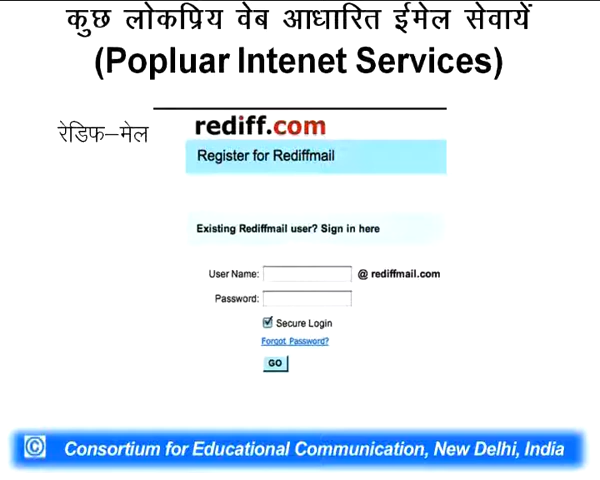 कुछ लोकप्रिय वेब आधारित ईमेल सेवायें
(Popluar Intenet Services)
रेडिफ–मेल
rediff.com
Register for Rediffmail
Existing Rediffmail user? Sign in here
User Name: @ rediffmail.com
Password:
Secure Login
Forgot Password?
GO
© Consortium for Educational Communication, New Delhi, India